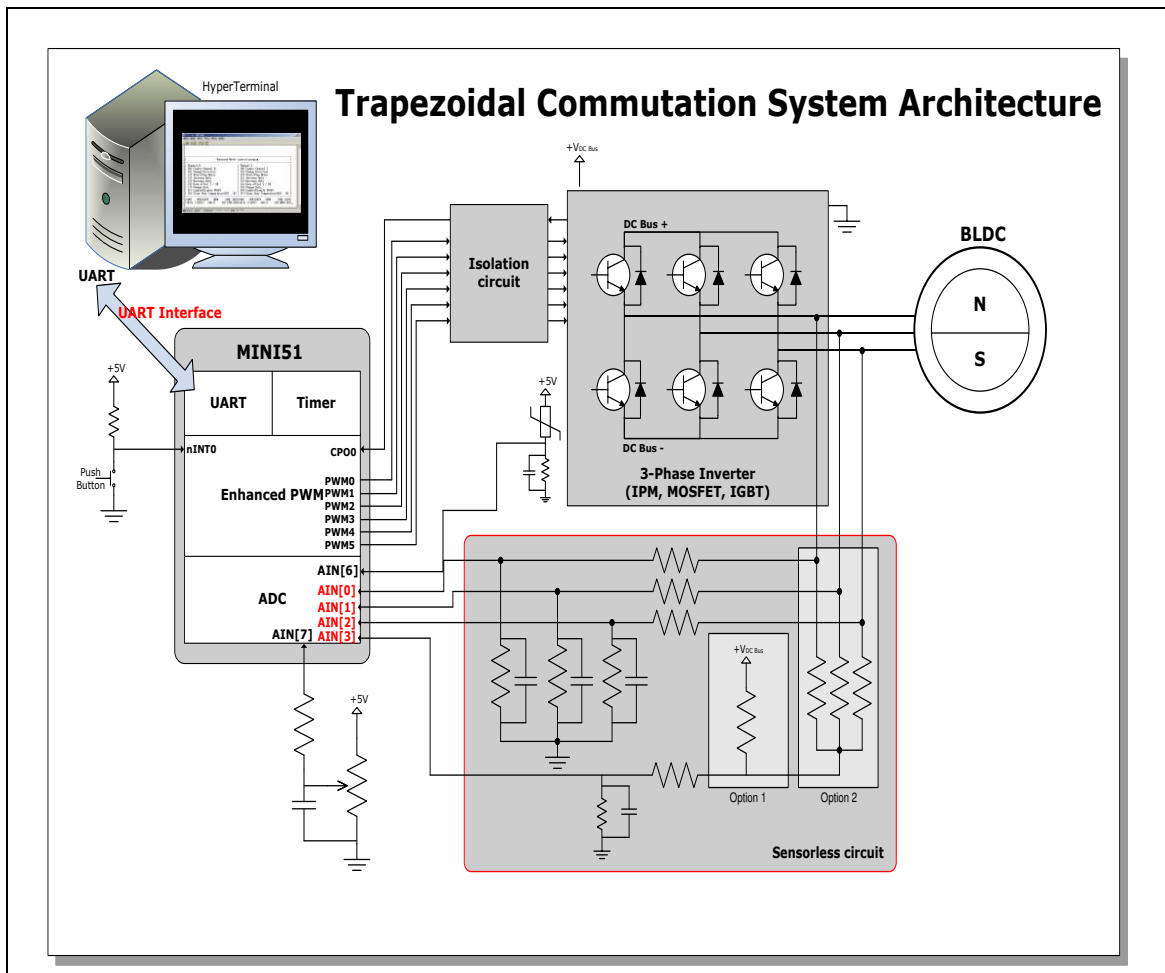 HyperTerminal
Trapezoidal Commutation System Architecture
+VDC Bus
DC Bus +
Isolation
circuit
BLDC
N
S
UART
UART Interface
MINI51
+5V
UART
Timer
+5V
nINT0
CPO0
DC Bus -
Push
Button
3-Phase Inverter
(IPM, MOSFET, IGBT)
Enhanced PWM
PWM0
PWM1
PWM2
PWM3
PWM4
PWM5
AIN[6]
ADC
AIN[0]
AIN[1]
AIN[2]
AIN[7]
AIN[3]
+VDC Bus
+5V
Option 1
Option 2
Sensorless circuit